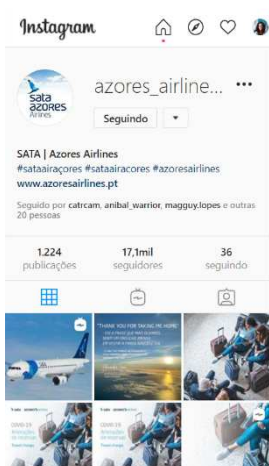 Instagram
sata
azores
Airlines
azores_airline... •••
Seguindo
SATA | Azores Airlines
#sataairaçores #sataairacores #azoresairlines
www.azoresairlines.pt
Seguido por catrcam, anibal_warrior, magguy.lopes e outras
20 pessoas
1.224
publicações
17,1mil
seguidores
36
seguindo
"THANK YOU FOR TAKING ME HOME"
COVID-19
COVID-19